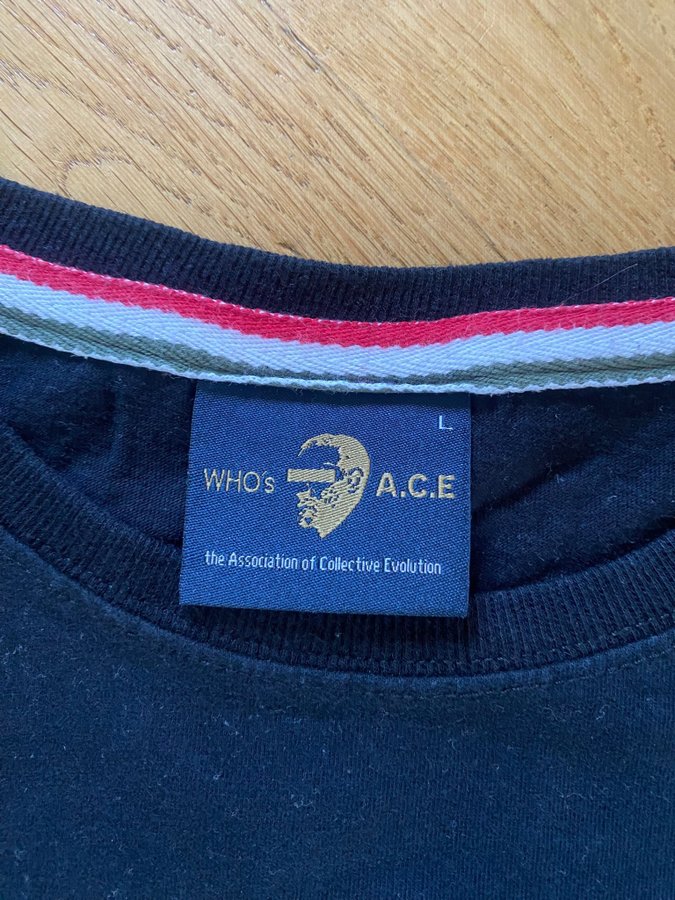 L
WHO's A.C.E
the Association of Collective Evolution